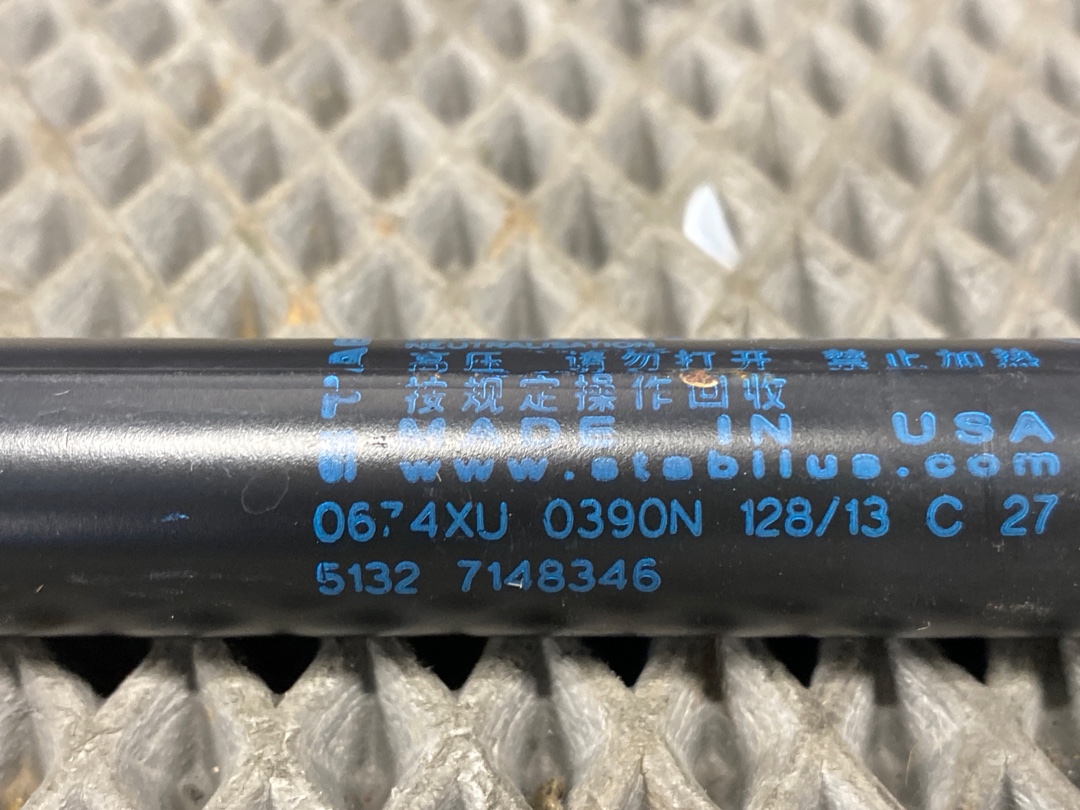 NEUTRALISATION
高压 请勿打开 禁止加热
按规定操作回收
MADE IN USA
www.stabilus.com
0674XU 0390N 128/13 C 27
5132 7148346